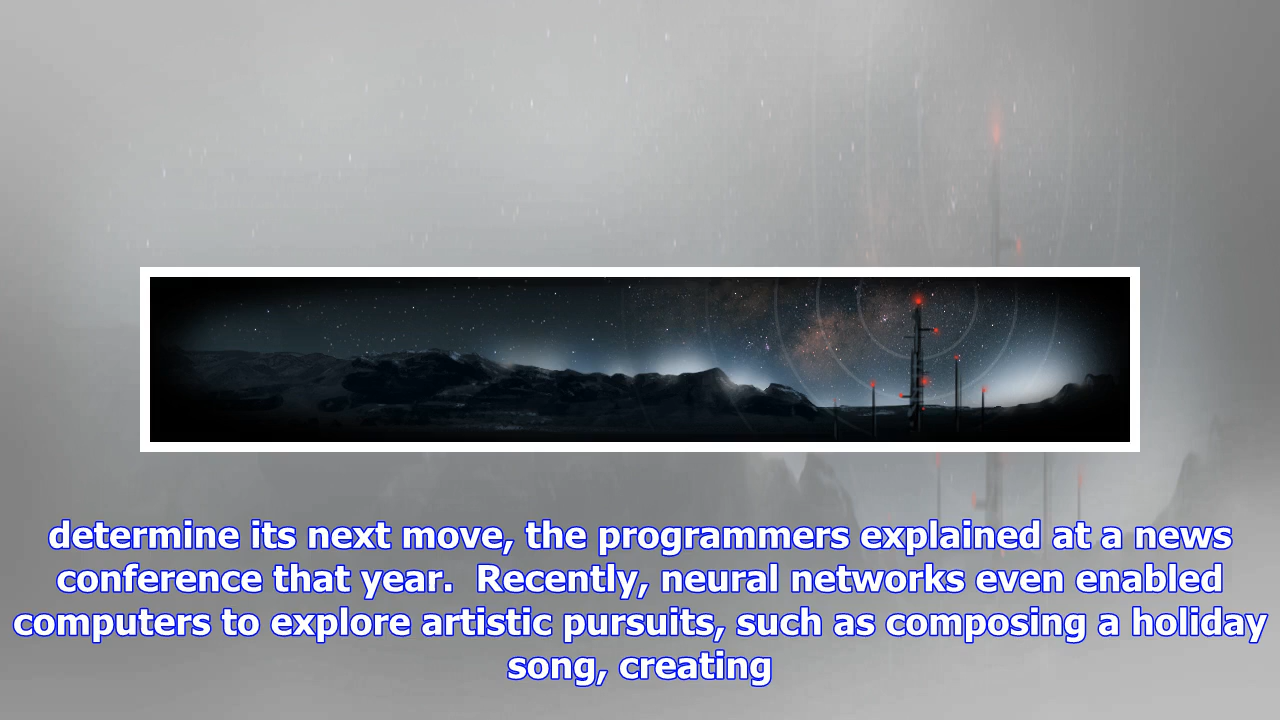 determine its next move, the programmers explained at a news
conference that year.  Recently, neural networks even enabled
computers to explore artistic pursuits, such as composing a holiday
song, creating